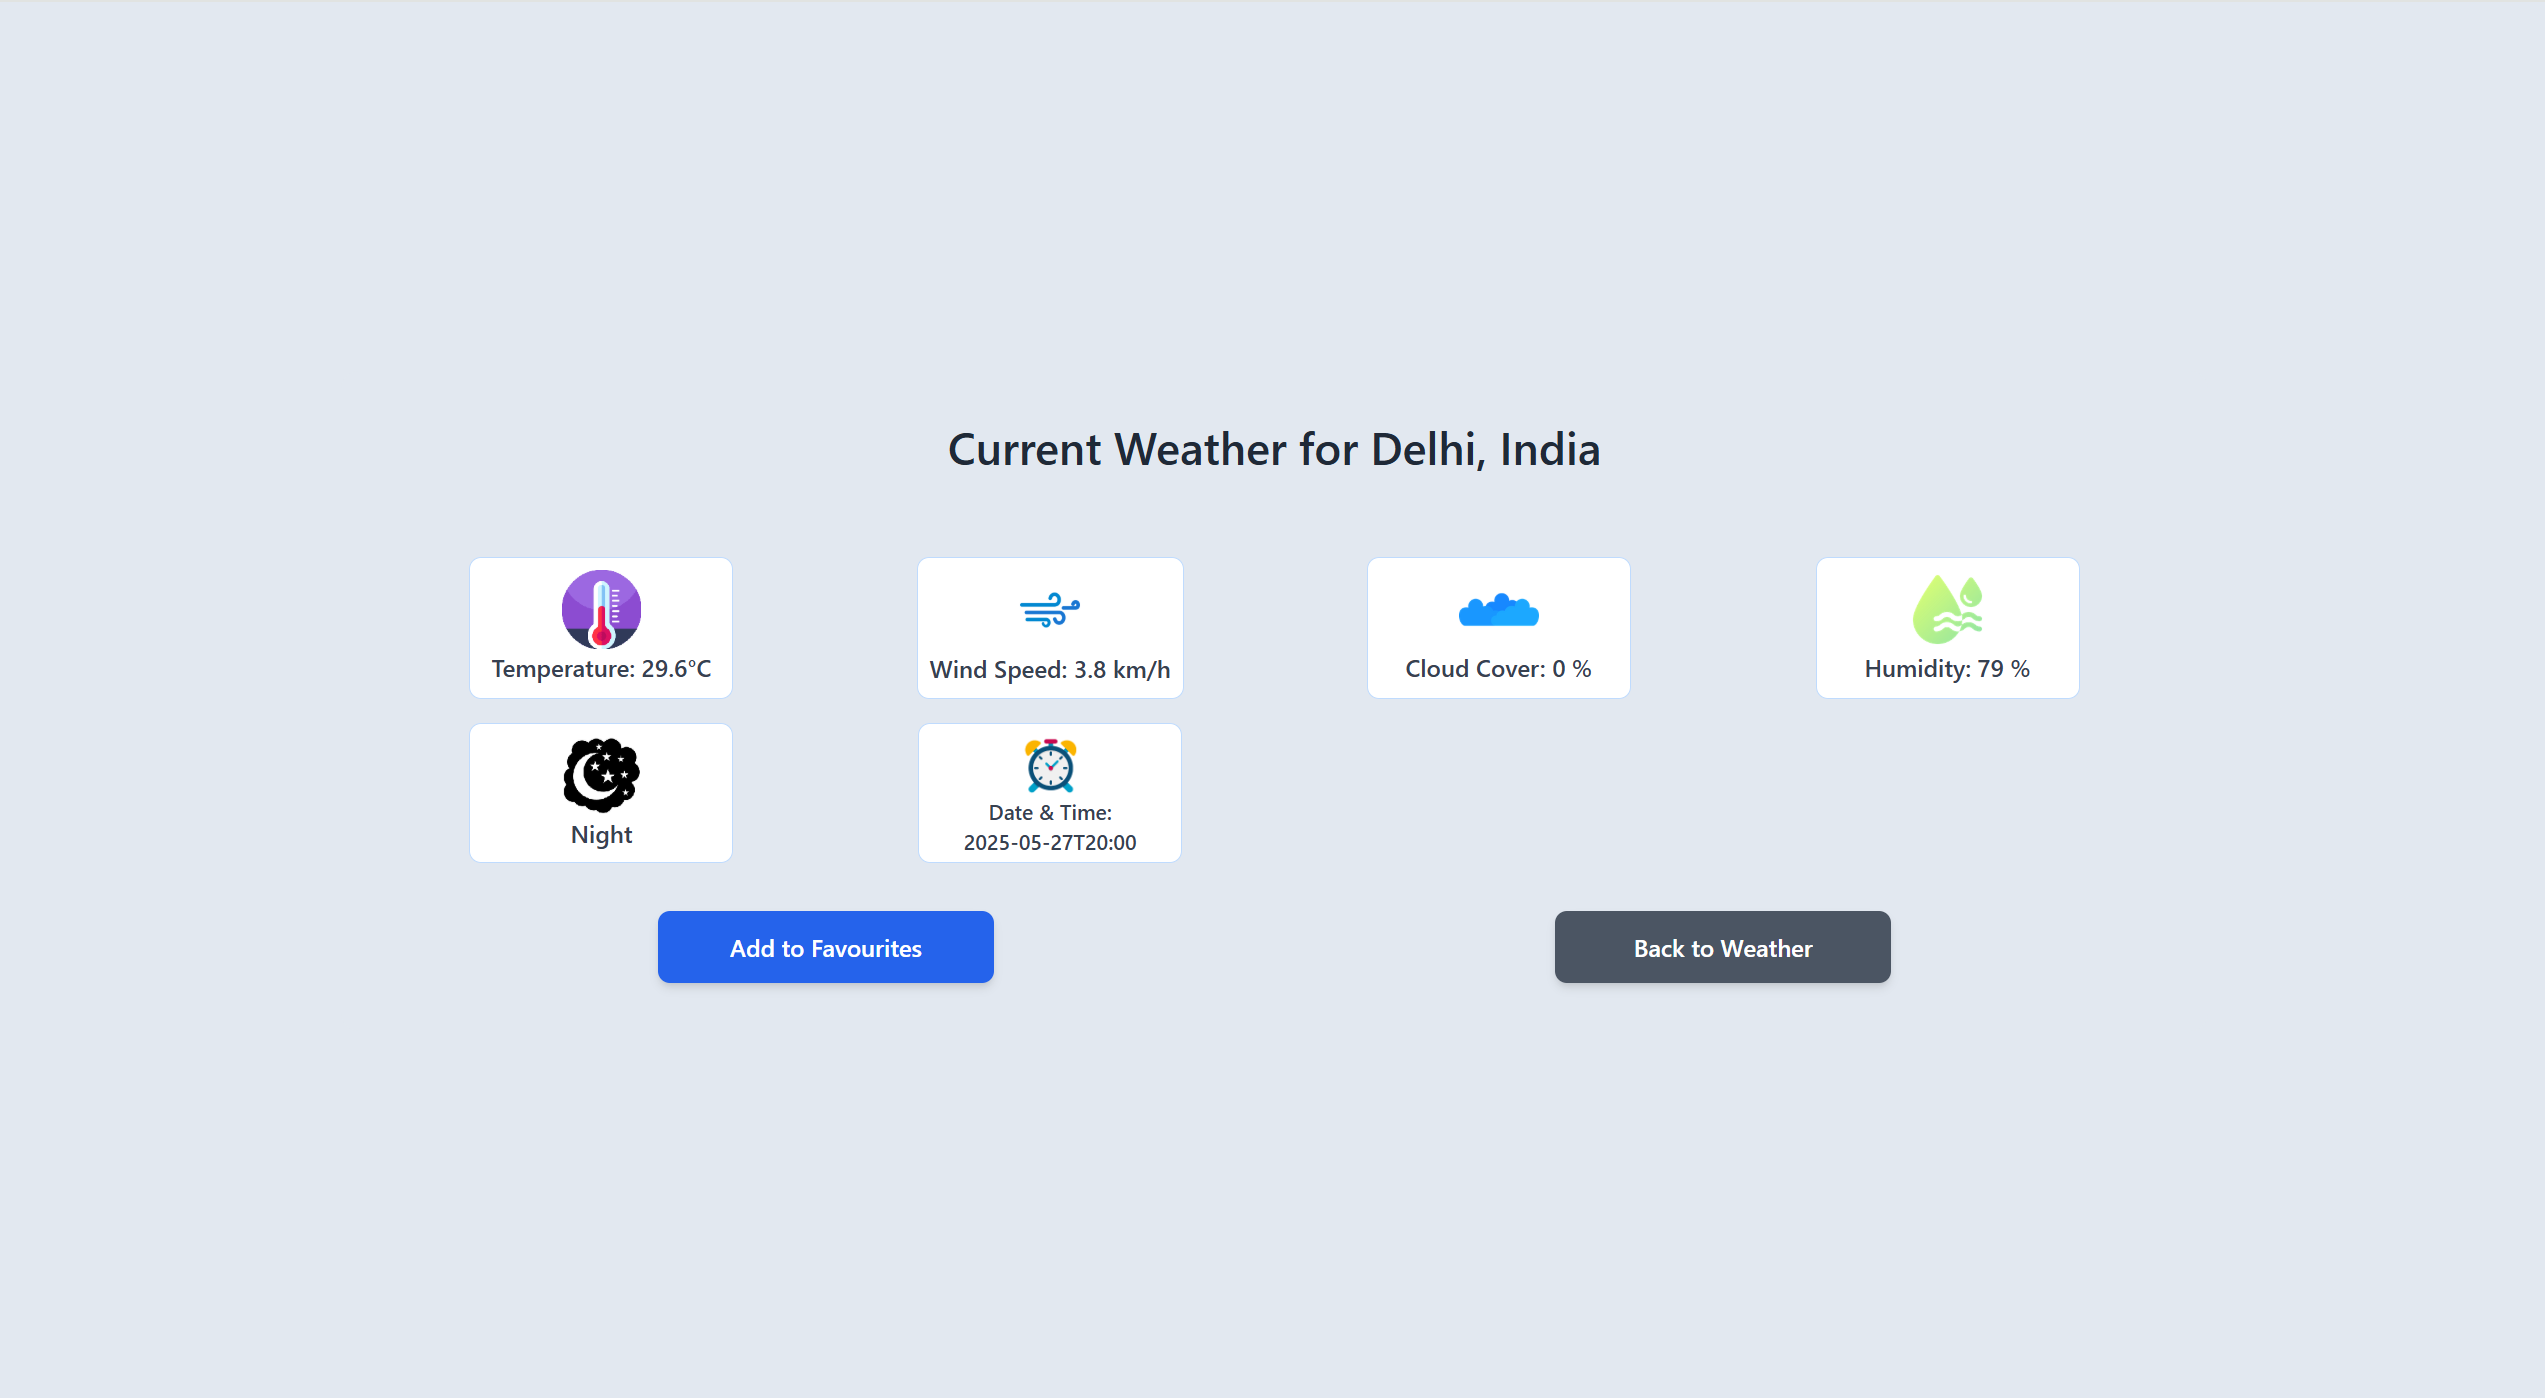 Current Weather for Delhi, India
Temperature: 29.6°C
Wind Speed: 3.8 km/h
Cloud Cover: 0 %
Humidity: 79 %
Night
Date & Time:
2025-05-27T20:00
Add to Favourites
Back to Weather